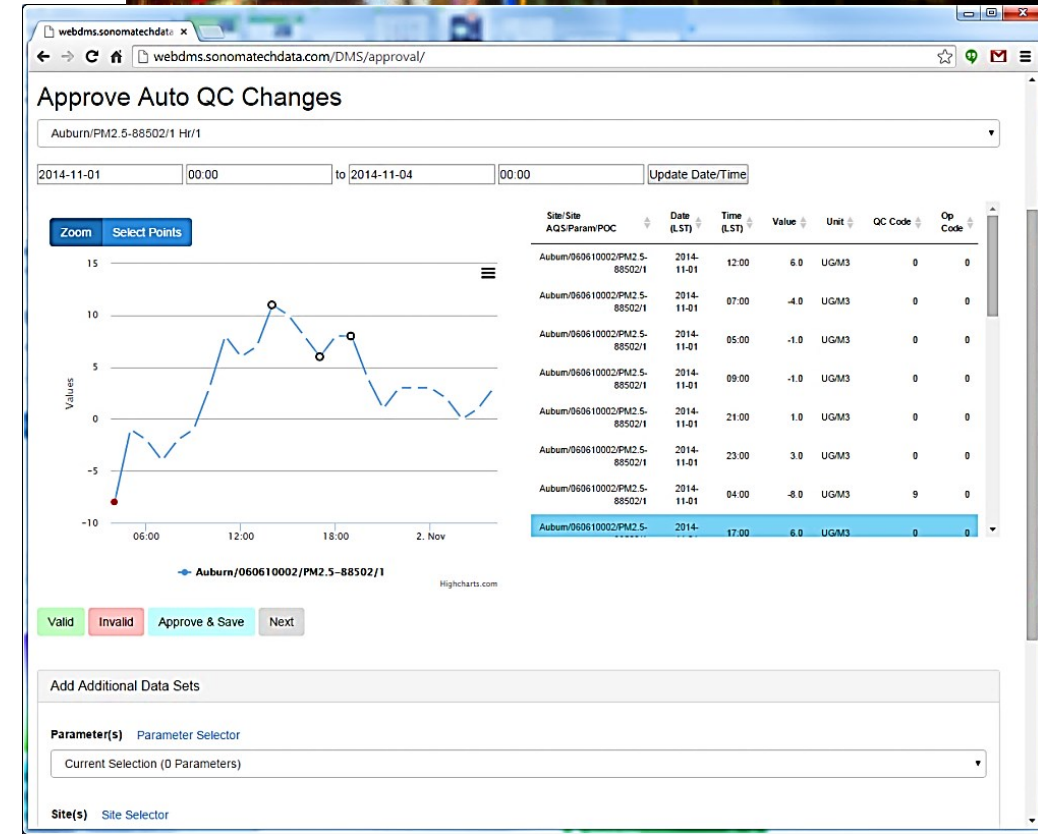 webdms.sonomatechdata
webdms.sonomatechdata.com/DMS/approval/
Approve Auto QC Changes
Auburn/PM2.5-88502/1 Hr/1
2014-11-01 00:00 to 2014-11-04 00:00 Update Date/Time
Zoom Select Points
15
10
5
0
-5
-10
Values
06:00 12:00 18:00 2. Nov
Auburn/060610002/PM2.5-88502/1
Highcharts.com
Site/Site Date Time Value Unit QC Code Op
AQS/Param/POC (LST) (LST) Code
Auburn/060610002/PM2.5- 2014-
88502/1 11-01 12:00 6.0 UG/M3 0 0
Auburn/060610002/PM2.5- 2014-
88502/1 11-01 07:00 -4.0 UG/M3 0 0
Auburn/060610002/PM2.5- 2014-
88502/1 11-01 05:00 -1.0 UG/M3 0 0
Auburn/060610002/PM2.5- 2014-
88502/1 11-01 09:00 -1.0 UG/M3 0 0
Auburn/060610002/PM2.5- 2014-
88502/1 11-01 21:00 1.0 UG/M3 0 0
Auburn/060610002/PM2.5- 2014-
88502/1 11-01 23:00 3.0 UG/M3 0 0
Auburn/060610002/PM2.5- 2014-
88502/1 11-01 04:00 -8.0 UG/M3 9 0
Auburn/060610002/PM2.5- 2014-
17:00 6.0 UG/M3 0 0
Valid Invalid Approve & Save Next
Add Additional Data Sets
Parameter(s) Parameter Selector
Current Selection (0 Parameters)
Site(s) Site Selector